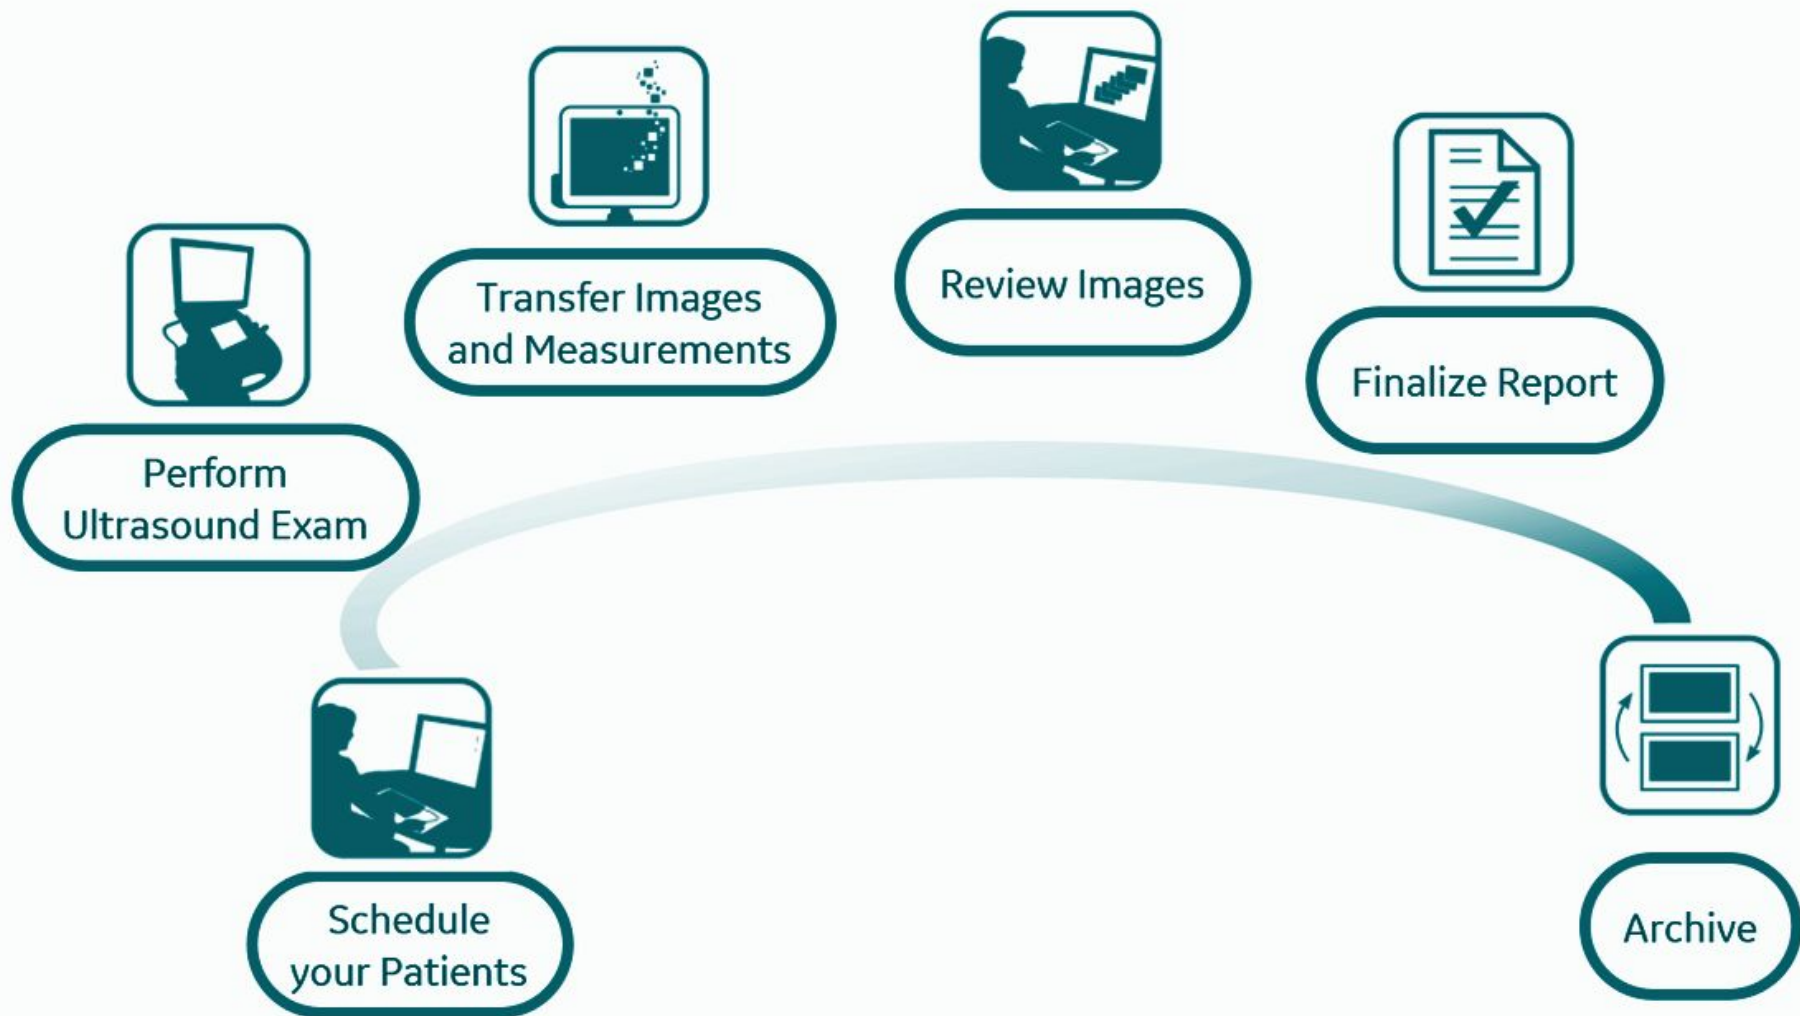 Schedule
your Patients
Perform
Ultrasound Exam
Transfer Images
and Measurements
Review Images
Finalize Report
Archive